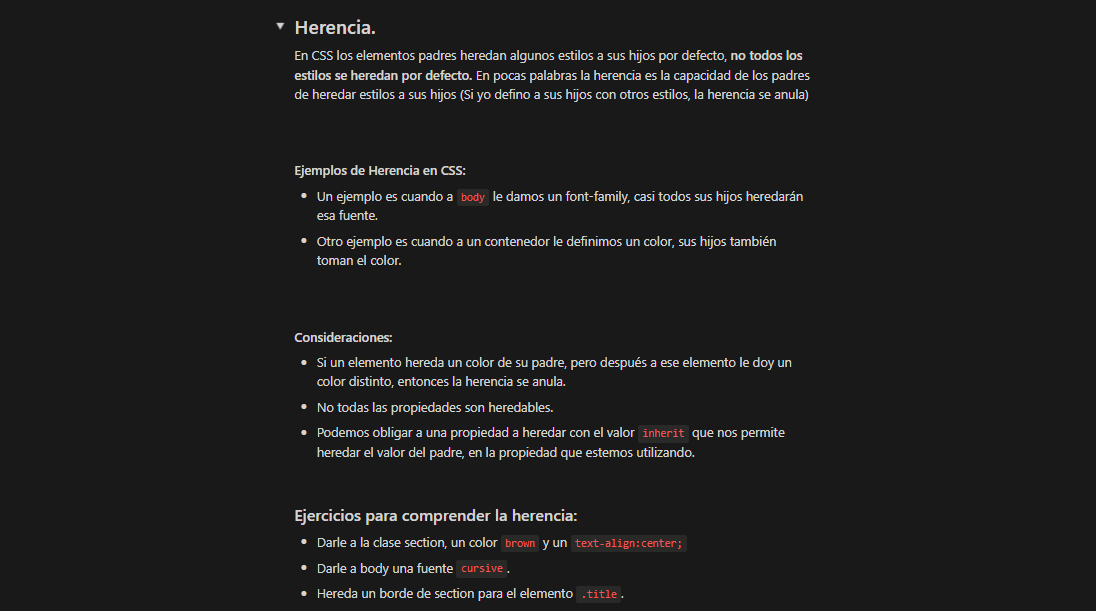 Herencia.
En CSS los elementos padres heredan algunos estilos a sus hijos por defecto, no todos los
estilos se heredan por defecto. En pocas palabras la herencia es la capacidad de los padres
de heredar estilos a sus hijos (Si yo defino a sus hijos con otros estilos, la herencia se anula)
Ejemplos de Herencia en CSS:
Un ejemplo es cuando a body le damos un font-family, casi todos sus hijos heredarán
esa fuente.
Otro ejemplo es cuando a un contenedor le definimos un color, sus hijos también
toman el color.
Consideraciones:
Si un elemento hereda un color de su padre, pero después a ese elemento le doy un
color distinto, entonces la herencia se anula.
No todas las propiedades son heredables.
Podemos obligar a una propiedad a heredar con el valor inherit que nos permite
heredar el valor del padre, en la propiedad que estemos utilizando.
Ejercicios para comprender la herencia:
Darle a la clase section, un color brown y un text-align:center;
Darle a body una fuente cursive.
Hereda un borde de section para el elemento .title.